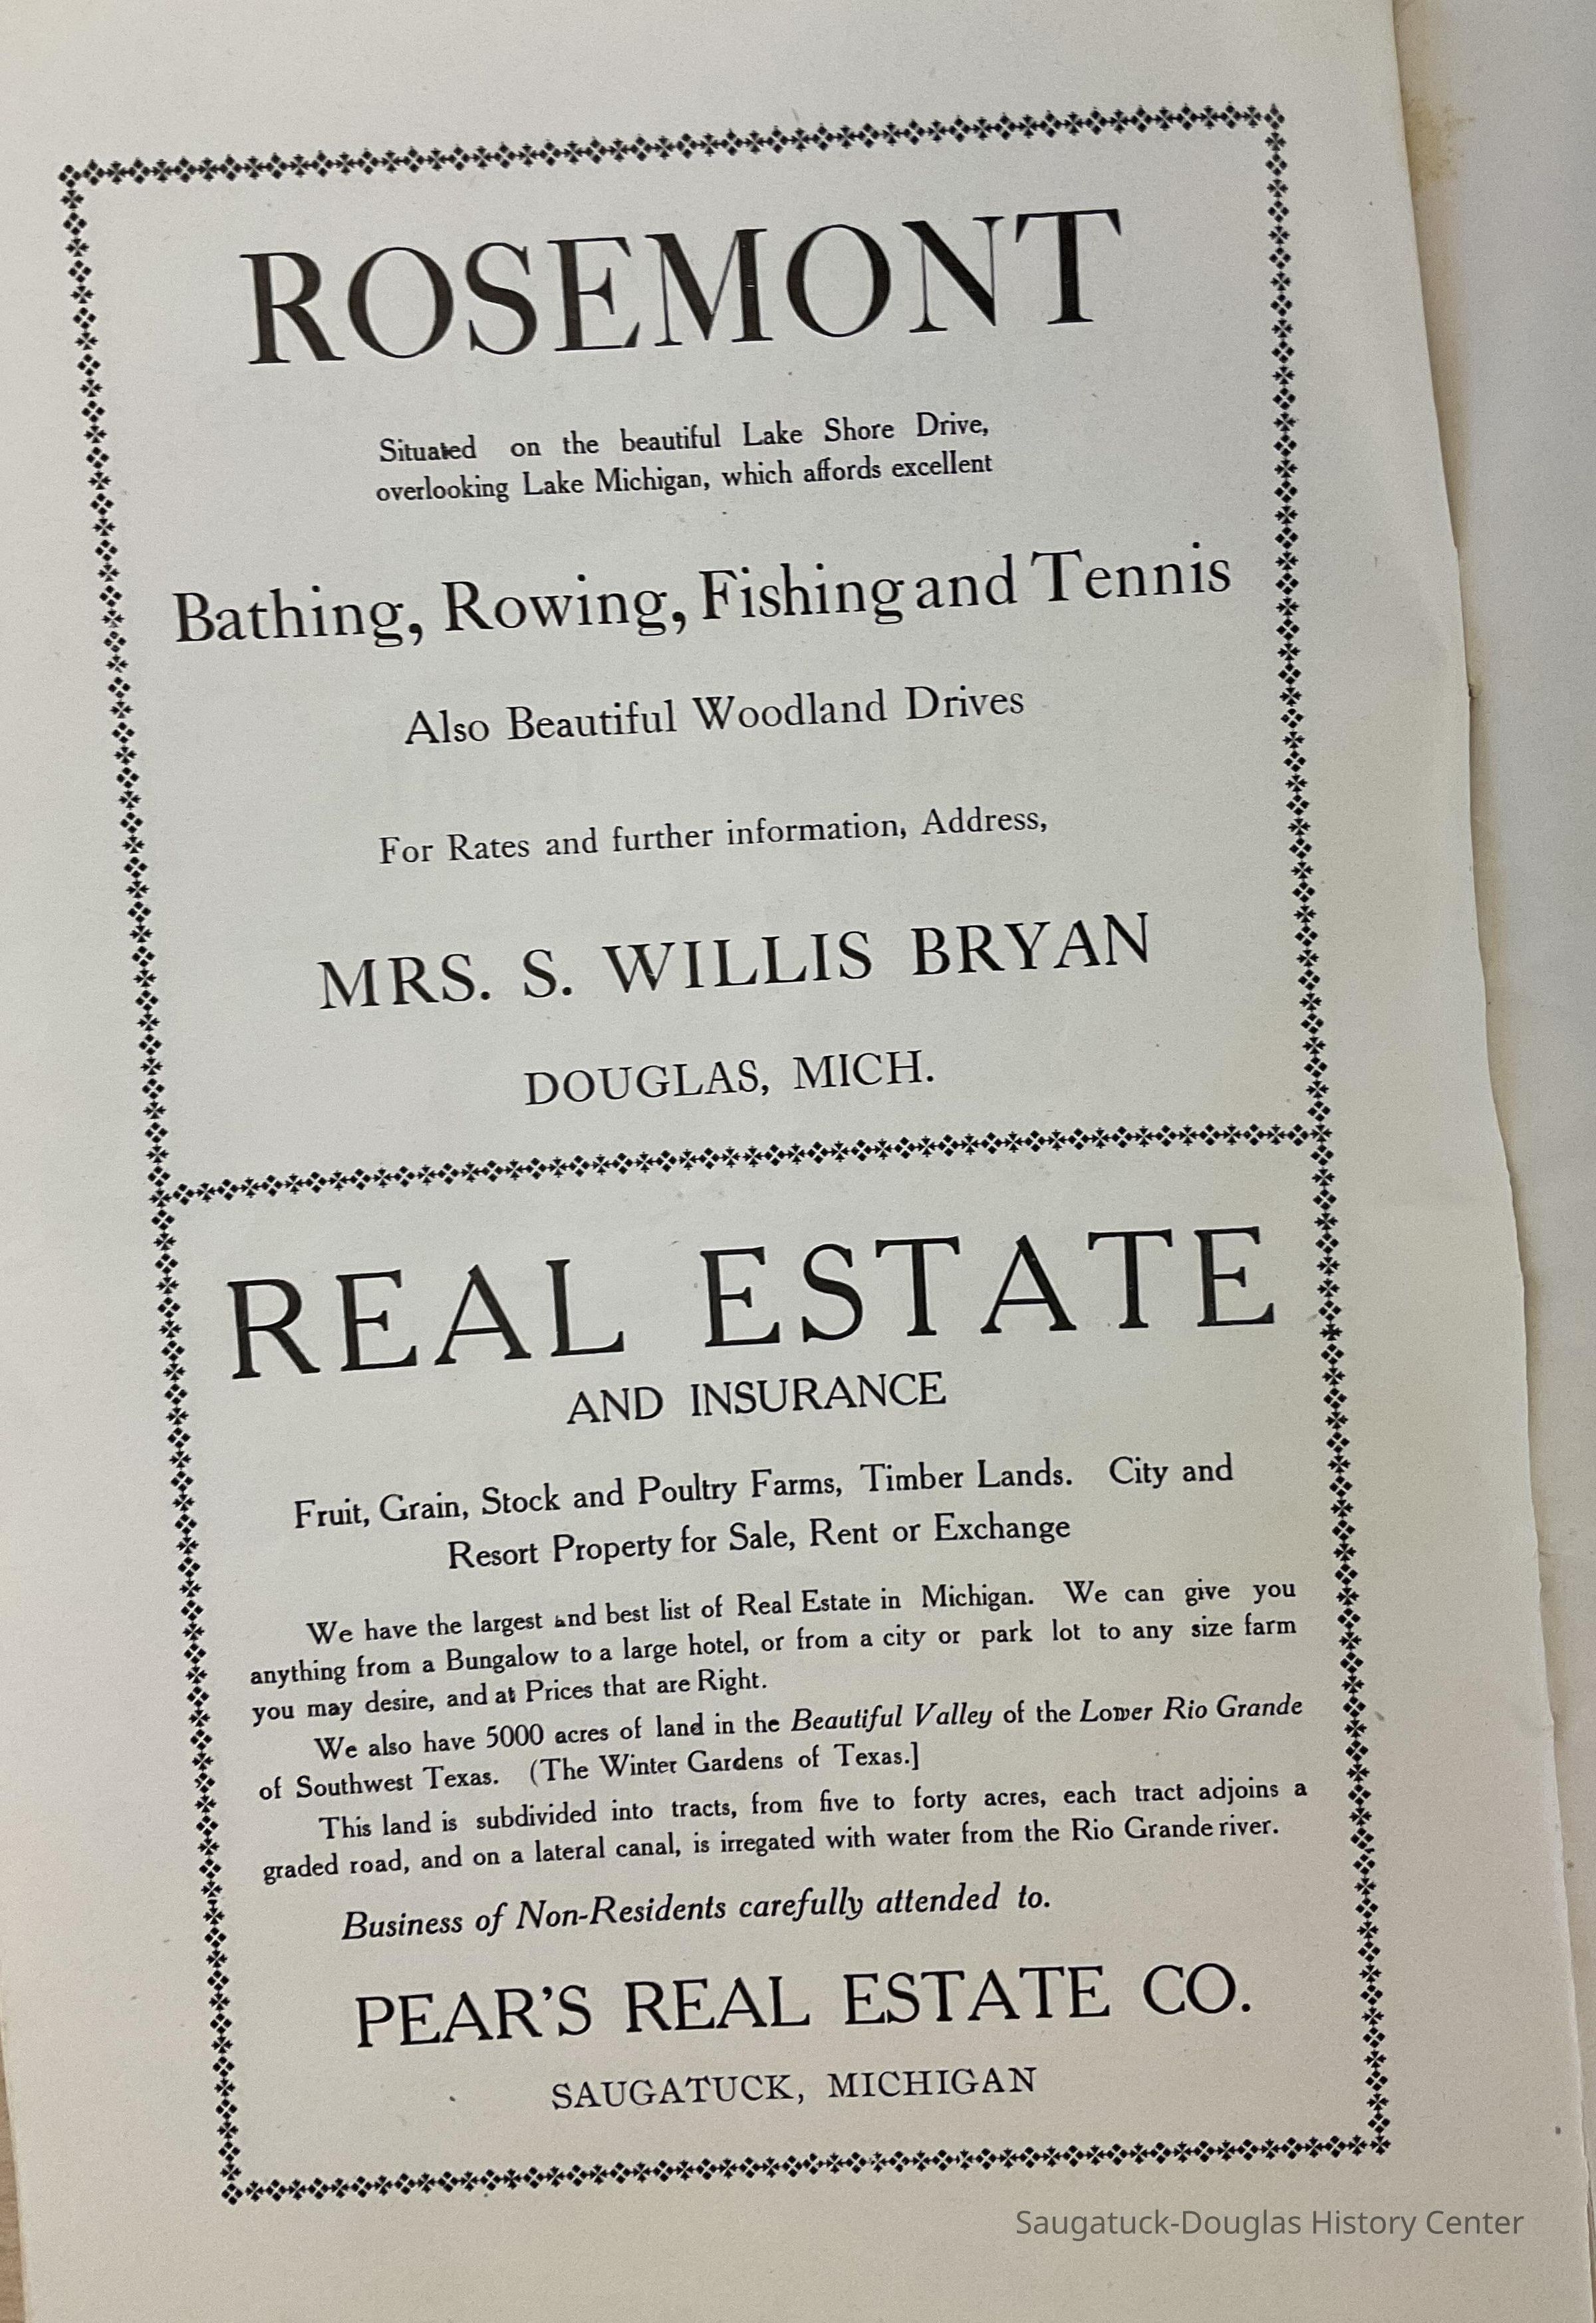 ROSEMONT
Situated on the beautiful Lake Shore Drive,
overlooking Lake Michigan, which affords excellent
Bathing, Rowing, Fishing and Tennis
Also Beautiful Woodland Drives
For Rates and further information, Address,
MRS. S. WILLIS BRYAN
DOUGLAS, MICH.
REAL ESTATE
AND INSURANCE
Fruit, Grain, Stock and Poultry Farms, Timber Lands. City and
Resort Property for Sale, Rent or Exchange
We have the largest and best list of Real Estate in Michigan. We can give you
anything from a Bungalow to a large hotel, or from a city or park lot to any size farm
you may desire, and at Prices that are Right.
We also have 5000 acres of land in the Beautiful Valley of the Lower Rio Grande
of Southwest Texas. (The Winter Gardens of Texas.]
This land is subdivided into tracts, from five to forty acres, each tract adjoins a
graded road, and on a lateral canal, is irregated with water from the Rio Grande river.
Business of Non-Residents carefully attended to.
PEAR'S REAL ESTATE CO.
SAUGATUCK, MICHIGAN
Saugatuck-Douglas History Center